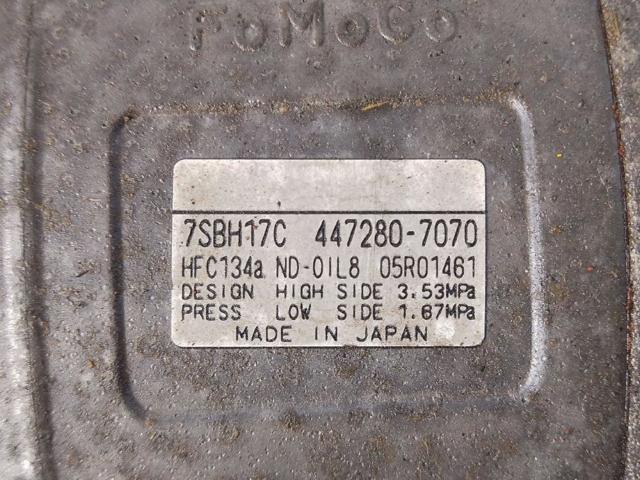 FoMoCo
7SBH17C 447280-7070
HFC134a ND-OIL8 05R01461
DESIGN HIGH SIDE 3.53MPa
PRESS LOW SIDE 1.67MPa
MADE IN JAPAN